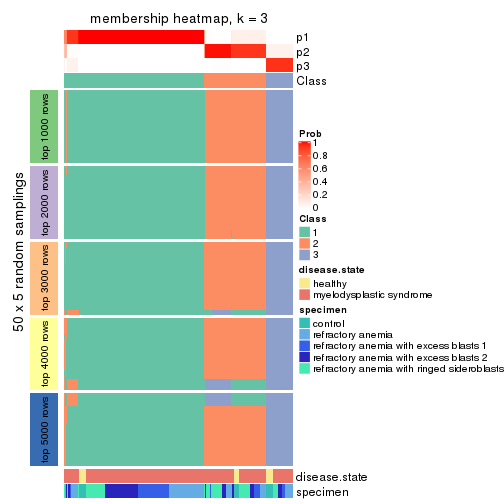 membership heatmap, k = 3
p1
p2
p3
Class
50 x 5 random samplings
top 1000 rows
top 2000 rows
top 3000 rows
top 4000 rows
top 5000 rows
disease.state
specimen
Prob
1
0.8
0.6
0.4
0.2
0
Class
1
2
3
disease.state
healthy
myelodysplastic syndrome
specimen
control
refractory anemia
refractory anemia with excess blasts 1
refractory anemia with excess blasts 2
refractory anemia with ringed sideroblasts